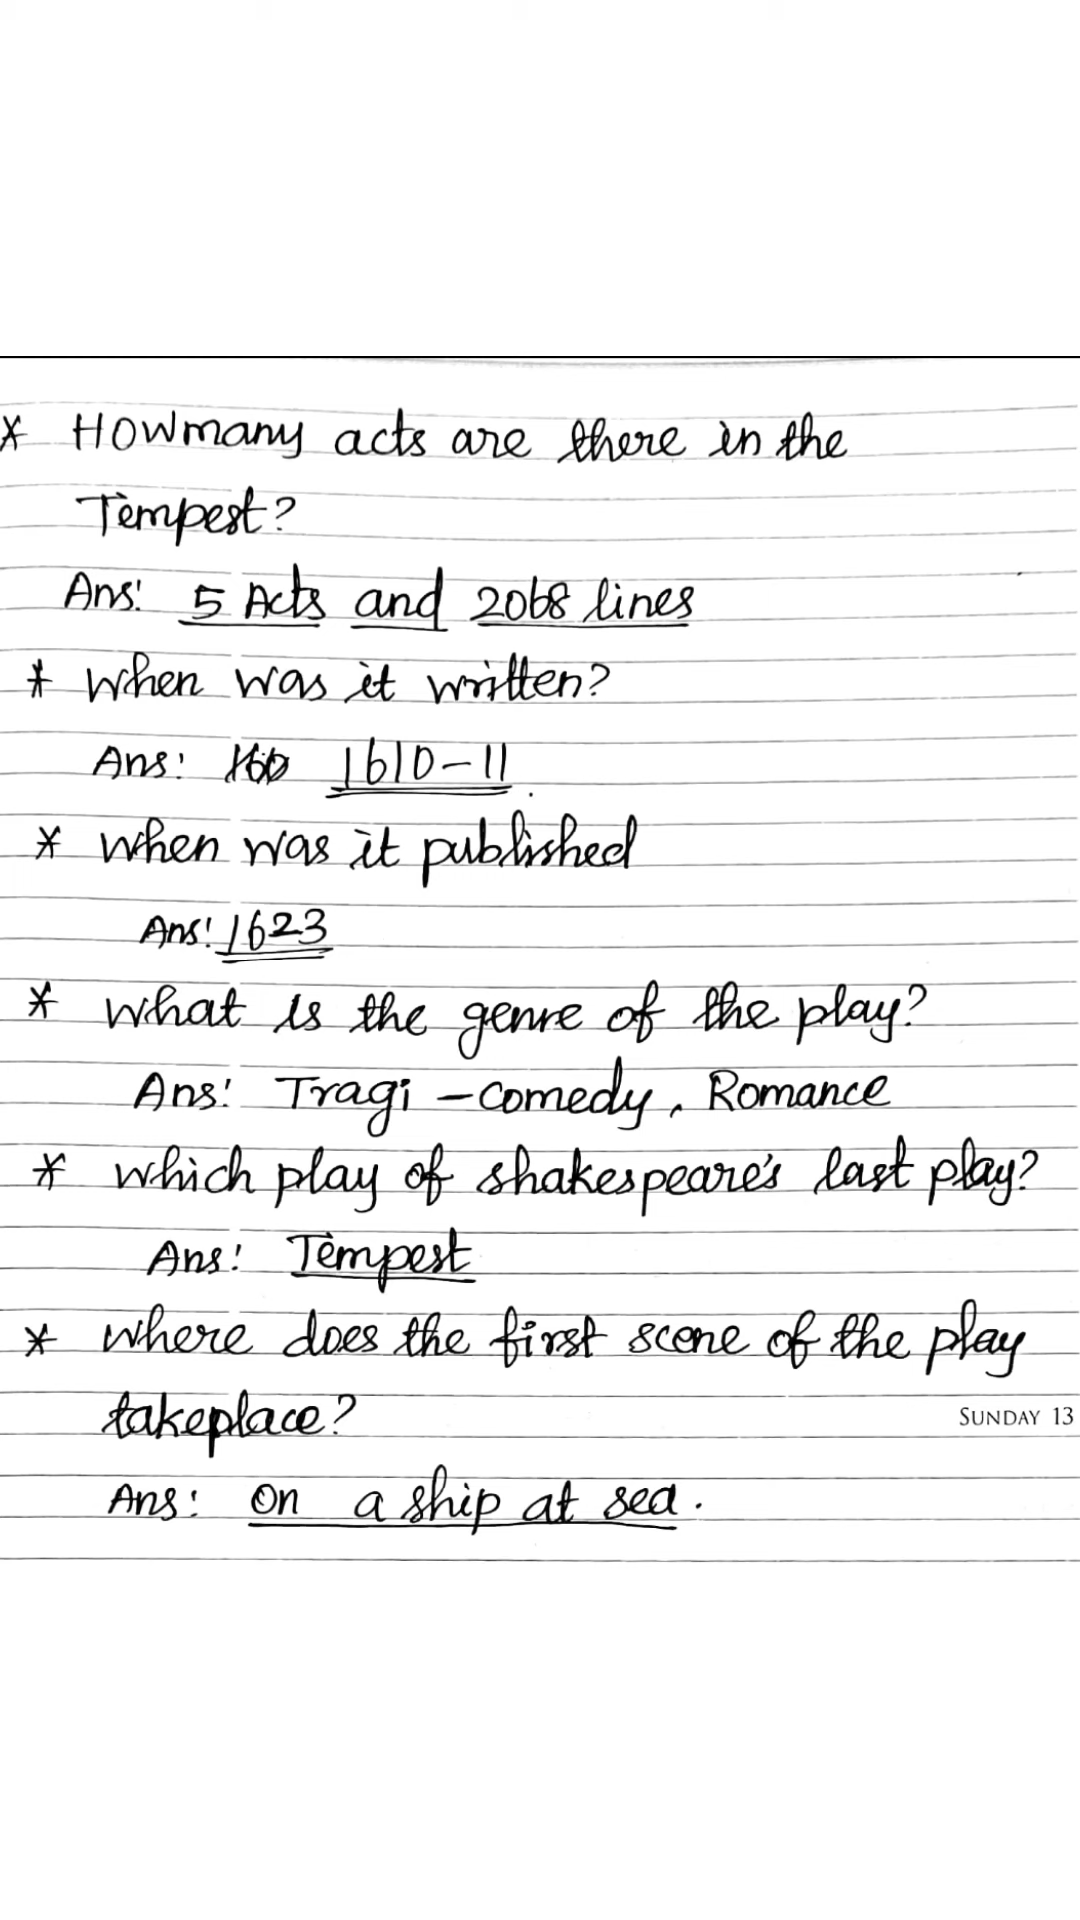 * Howmany acts are there in the
Tempest?
Ans: 5 Acts and 2068 lines
* when was it written?
Ans: 1610-11.
* when was it published
Ans: 1623
* what is the genre of the play?
Ans: Tragi-comedy, Romance
* which play of shakespeare's last play?
Ans: Tempest
* where does the first scene of the play
takeplace?
SUNDAY 13
Ans: on a ship at sea.